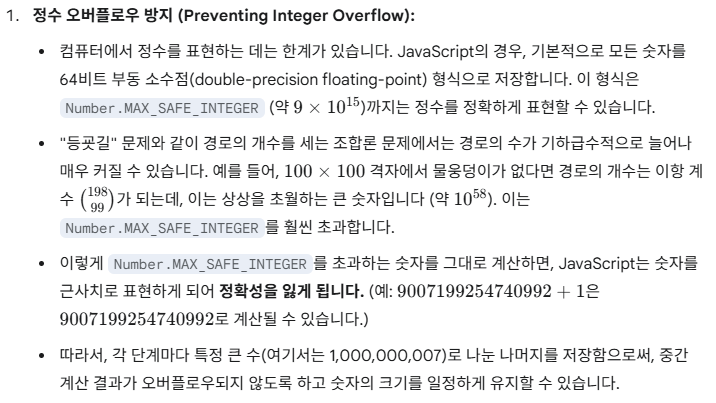 1. 정수 오버플로우 방지 (Preventing Integer Overflow):
• 컴퓨터에서 정수를 표현하는 데는 한계가 있습니다. JavaScript의 경우, 기본적으로 모든 숫자를
64비트 부동 소수점(double-precision floating-point) 형식으로 저장합니다. 이 형식은
Number.MAX_SAFE_INTEGER (약 9 × 10¹⁵)까지는 정수를 정확하게 표현할 수 있습니다.
• "등굣길" 문제와 같이 경로의 개수를 세는 조합론 문제에서는 경로의 수가 기하급수적으로 늘어나
매우 커질 수 있습니다. 예를 들어, 100 × 100 격자에서 물웅덩이가 없다면 경로의 개수는 이항 계
수 (198 99)가 되는데, 이는 상상을 초월하는 큰 숫자입니다 (약 10⁵⁸). 이는
Number.MAX_SAFE_INTEGER 를 훨씬 초과합니다.
• 이렇게 Number.MAX_SAFE_INTEGER 를 초과하는 숫자를 그대로 계산하면, JavaScript는 숫자를
근사치로 표현하게 되어 정확성을 잃게 됩니다. (예: 9007199254740992 + 1은
9007199254740992로 계산될 수 있습니다.)
• 따라서, 각 단계마다 특정 큰 수(여기서는 1,000,000,007)로 나눈 나머지를 저장함으로써, 중간
계산 결과가 오버플로우되지 않도록 하고 숫자의 크기를 일정하게 유지할 수 있습니다.